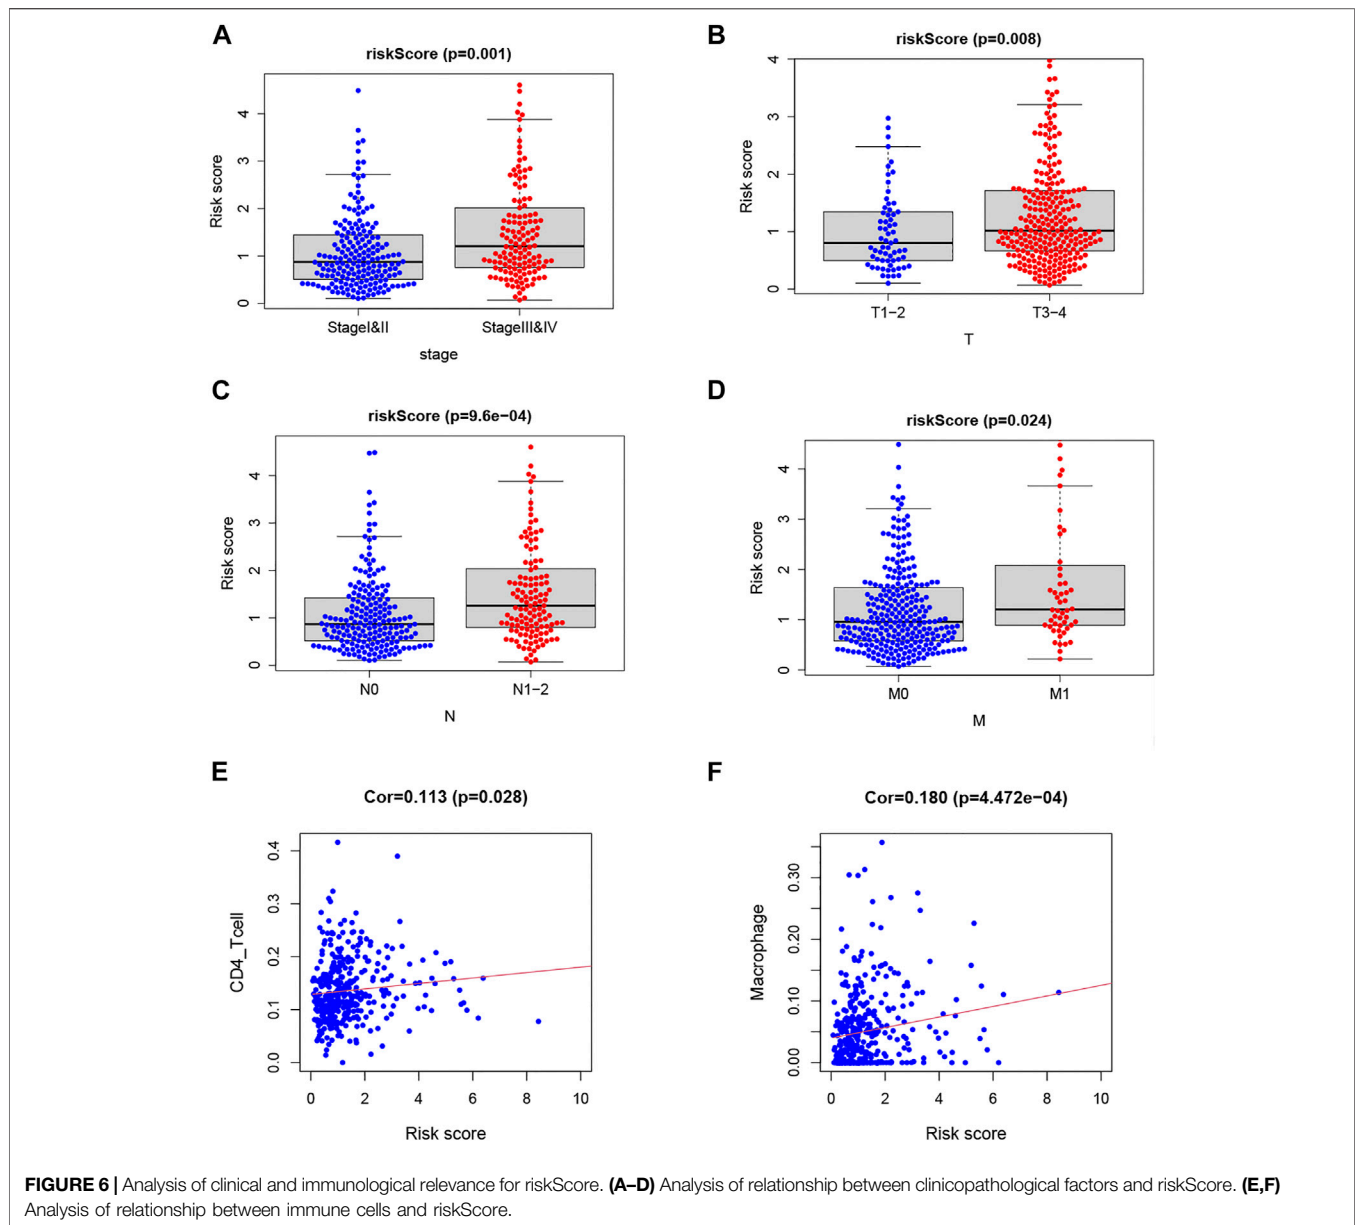 A
riskScore (p=0.001)
Risk score
0
1
2
3
4
StageI&II
StageIII&IV
stage
B
riskScore (p=0.008)
Risk score
0
1
2
3
4
T1−2
T3−4
T
C
riskScore (p=9.6e−04)
Risk score
0
1
2
3
4
N0
N1−2
N
D
riskScore (p=0.024)
Risk score
0
1
2
3
4
M0
M1
M
E
Cor=0.113 (p=0.028)
CD4_Tcell
0.0
0.1
0.2
0.3
0.4
0 2 4 6 8 10
Risk score
F
Cor=0.180 (p=4.472e−04)
Macrophage
0.00
0.10
0.20
0.30
0 2 4 6 8 10
Risk score
FIGURE 6 | Analysis of clinical and immunological relevance for riskScore. (A–D) Analysis of relationship between clinicopathological factors and riskScore. (E,F)
Analysis of relationship between immune cells and riskScore.